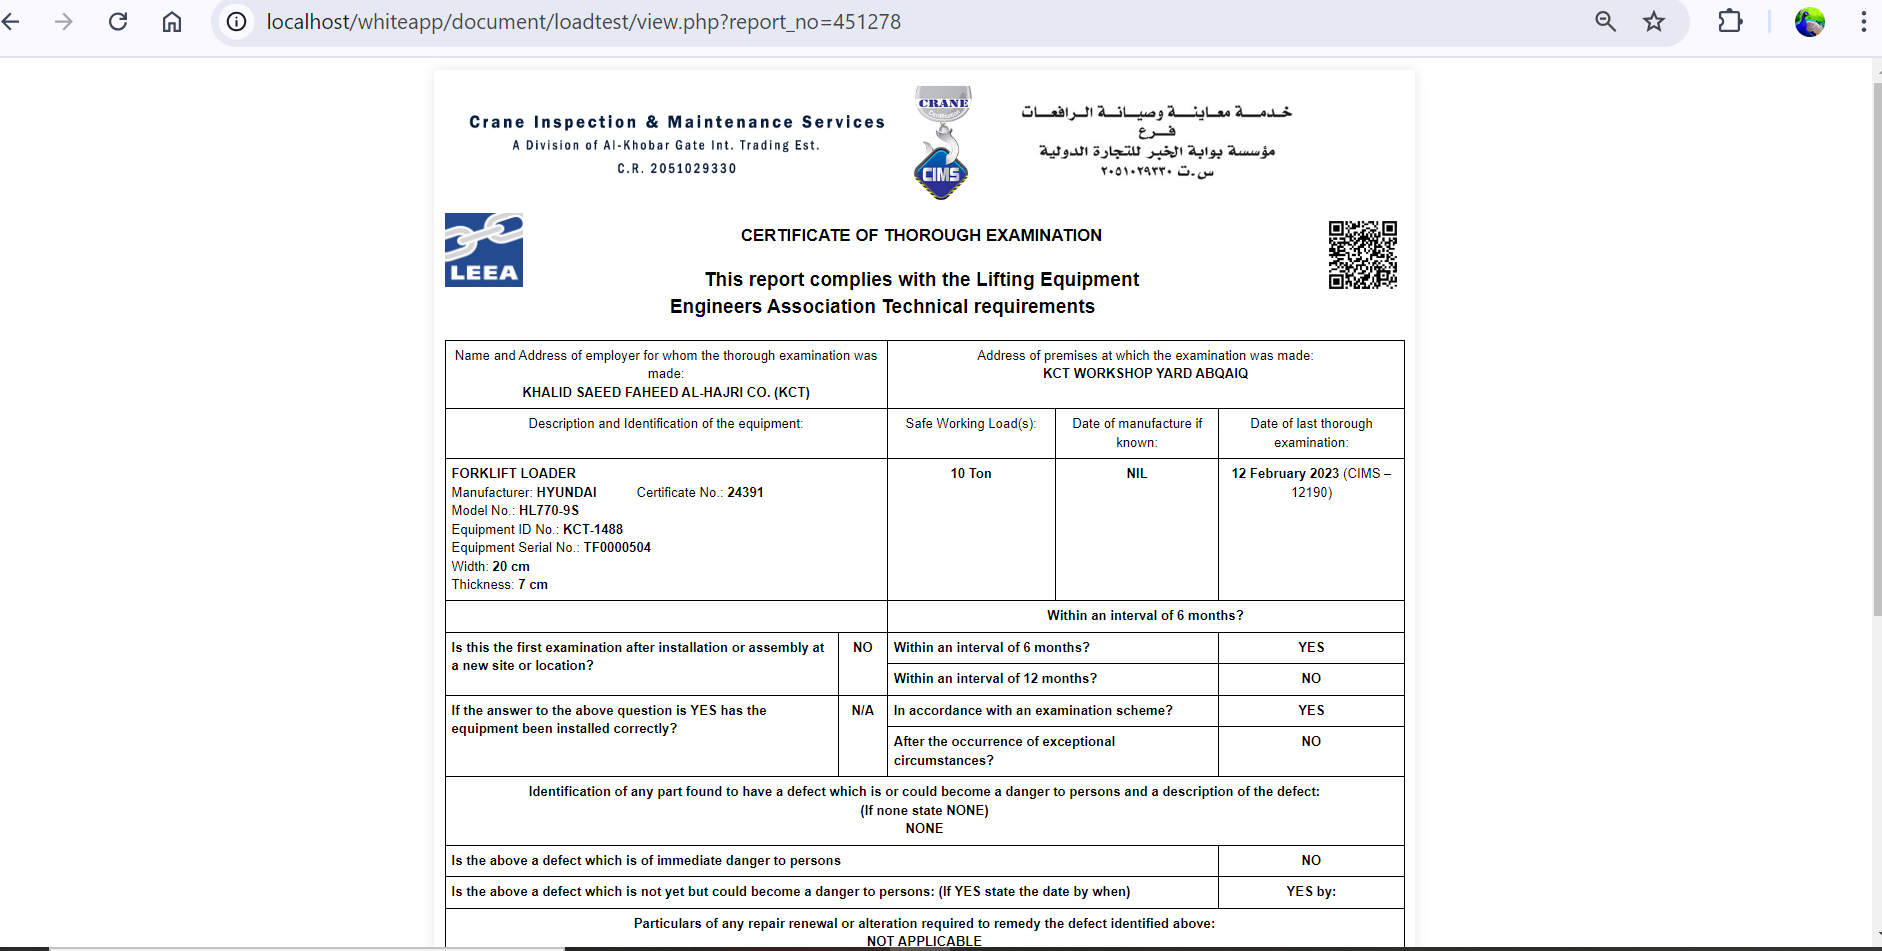 localhost/whiteapp/document/loadtest/view.php?report_no=451278
Crane Inspection & Maintenance Services
A Division of Al-Khobar Gate Int. Trading Est.
C.R. 2051029330
CRANE
CIMS
خدمة معاينة وصيانة الرافعات
فرع
مؤسسة بوابة الخبر للتجارة الدولية
س.ت ٢٠٥١٠٢٩٣٣٠
LEEA
CERTIFICATE OF THOROUGH EXAMINATION
This report complies with the Lifting Equipment
Engineers Association Technical requirements
Name and Address of employer for whom the thorough examination was
made:
KHALID SAEED FAHEED AL-HAJRI CO. (KCT)
Address of premises at which the examination was made:
KCT WORKSHOP YARD ABQAIQ
Description and Identification of the equipment:
Safe Working Load(s):
Date of manufacture if
known:
Date of last thorough
examination:
FORKLIFT LOADER
Manufacturer: HYUNDAI Certificate No.: 24391
Model No.: HL770-9S
Equipment ID No.: KCT-1488
Equipment Serial No.: TF0000504
Width: 20 cm
Thickness: 7 cm
10 Ton
NIL
12 February 2023 (CIMS –
12190)
Within an interval of 6 months?
Is this the first examination after installation or assembly at
a new site or location?
NO
Within an interval of 6 months?
YES
Within an interval of 12 months?
NO
If the answer to the above question is YES has the
equipment been installed correctly?
N/A
In accordance with an examination scheme?
YES
After the occurrence of exceptional
circumstances?
NO
Identification of any part found to have a defect which is or could become a danger to persons and a description of the defect:
(If none state NONE)
NONE
Is the above a defect which is of immediate danger to persons
NO
Is the above a defect which is not yet but could become a danger to persons: (If YES state the date by when)
YES by:
Particulars of any repair renewal or alteration required to remedy the defect identified above:
NOT APPLICABLE